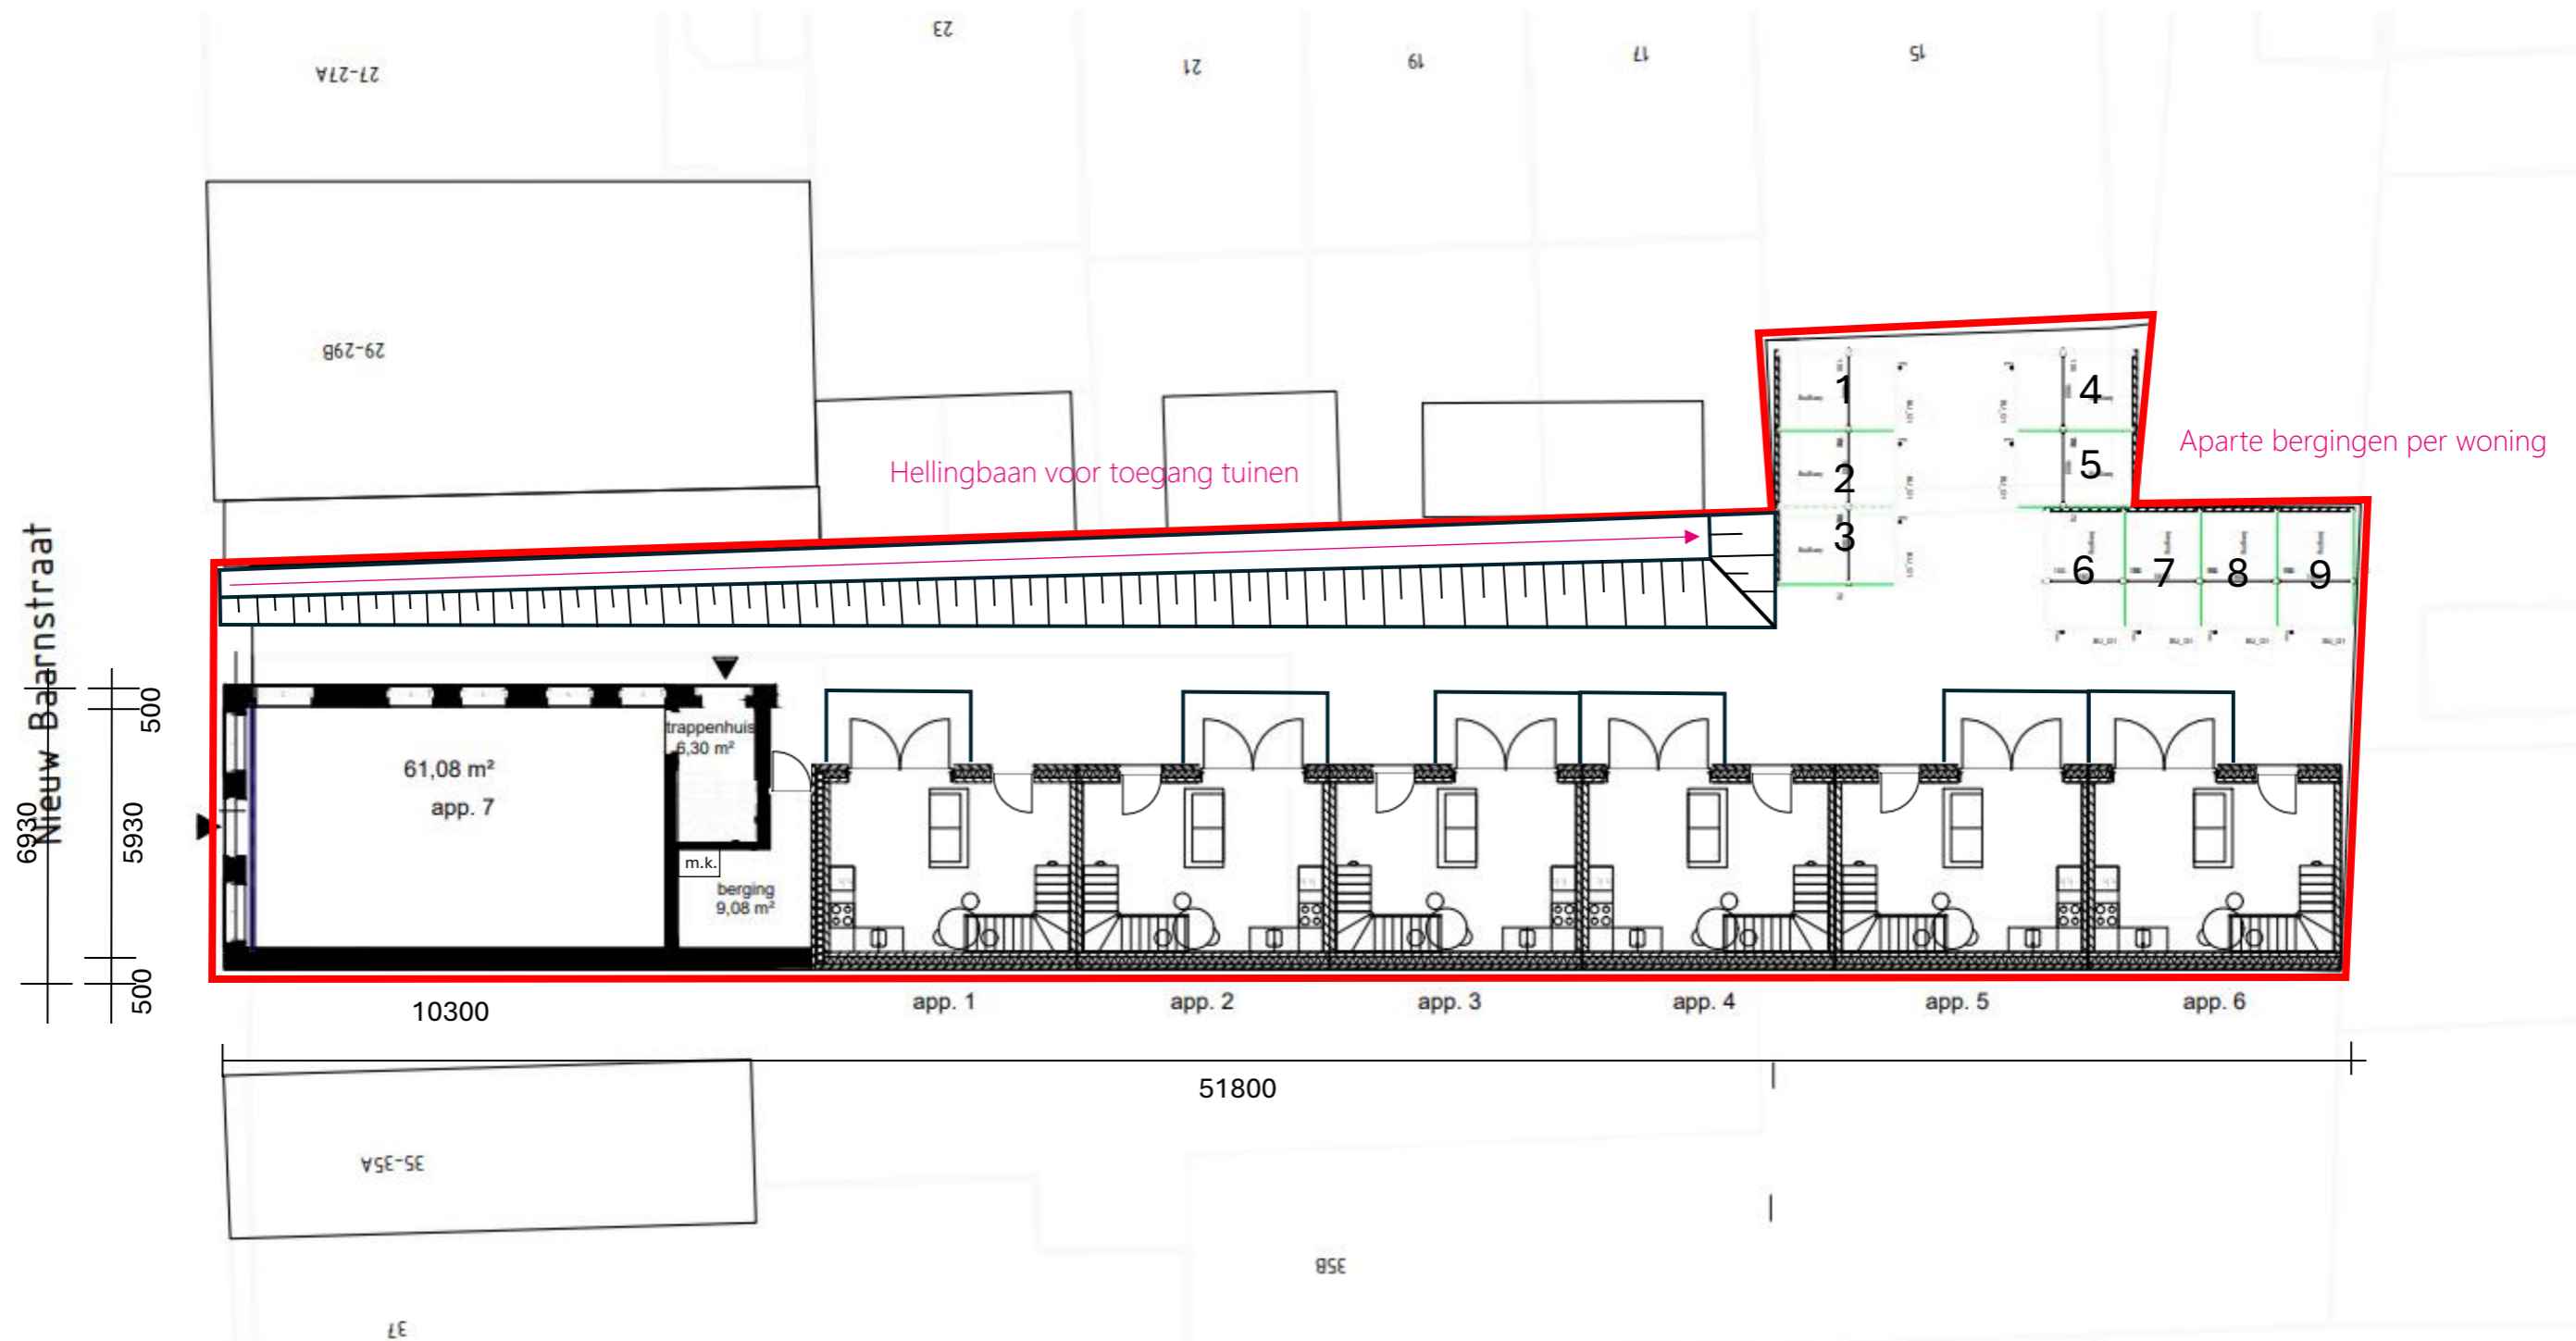 23
27-27A
21
19
17
15
29-29B
Hellingbaan voor toegang tuinen
Aparte bergingen per woning
1
2
3
4
5
6
7
8
9
Nieuw Baarnstraat
500
6930
5930
500
61,08 m²
app. 7
trappenhuis
6,30 m²
m.k.
berging
9,08 m²
10300
app. 1
app. 2
app. 3
app. 4
app. 5
app. 6
51800
35-35A
35B
37